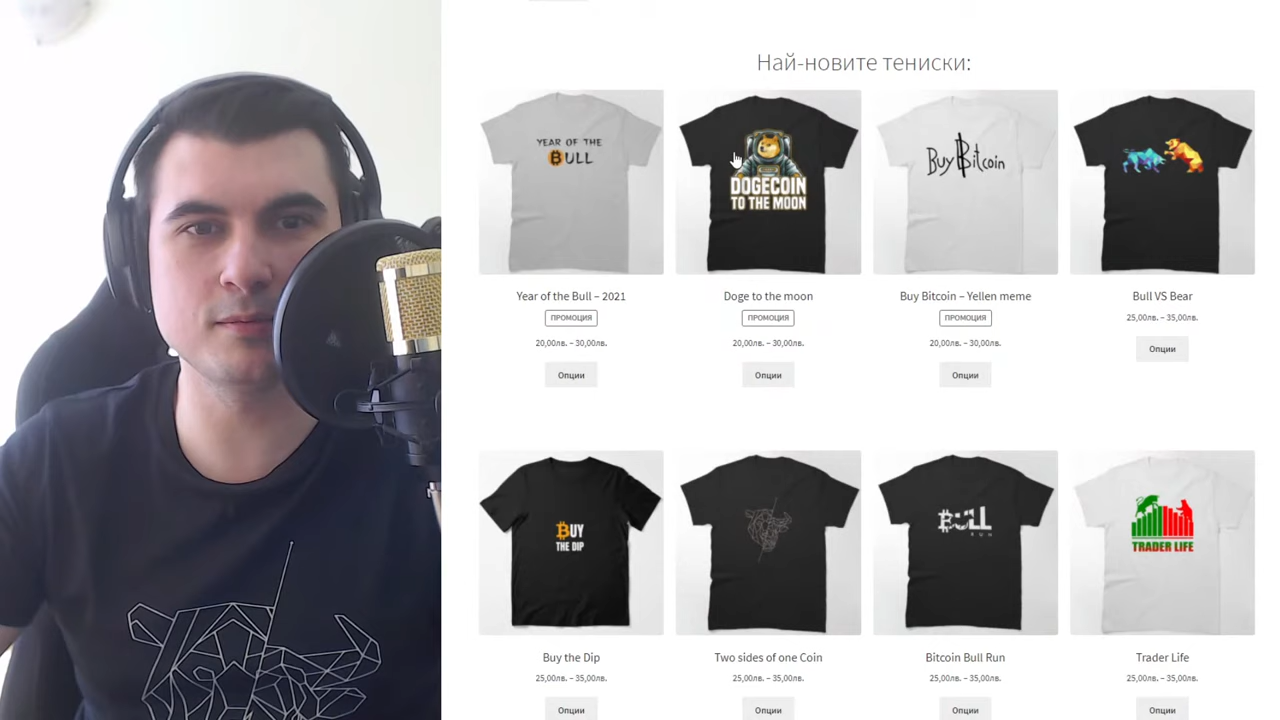 Най-новите тениски:
YEAR OF THE
BULL
DOGECOIN
TO THE MOON
Buy Bitcoin
Year of the Bull – 2021
Doge to the moon
Buy Bitcoin – Yellen meme
Bull VS Bear
ПРОМОЦИЯ
ПРОМОЦИЯ
ПРОМОЦИЯ
25,00лв. – 35,00лв.
20,00лв. – 30,00лв.
20,00лв. – 30,00лв.
20,00лв. – 30,00лв.
Опции
Опции
Опции
Опции
BUY
THE DIP
BULL
RUN
TRADER LIFE
Buy the Dip
Two sides of one Coin
Bitcoin Bull Run
Trader Life
25,00лв. – 35,00лв.
25,00лв. – 35,00лв.
25,00лв. – 35,00лв.
25,00лв. – 35,00лв.
Опции
Опции
Опции
Опции